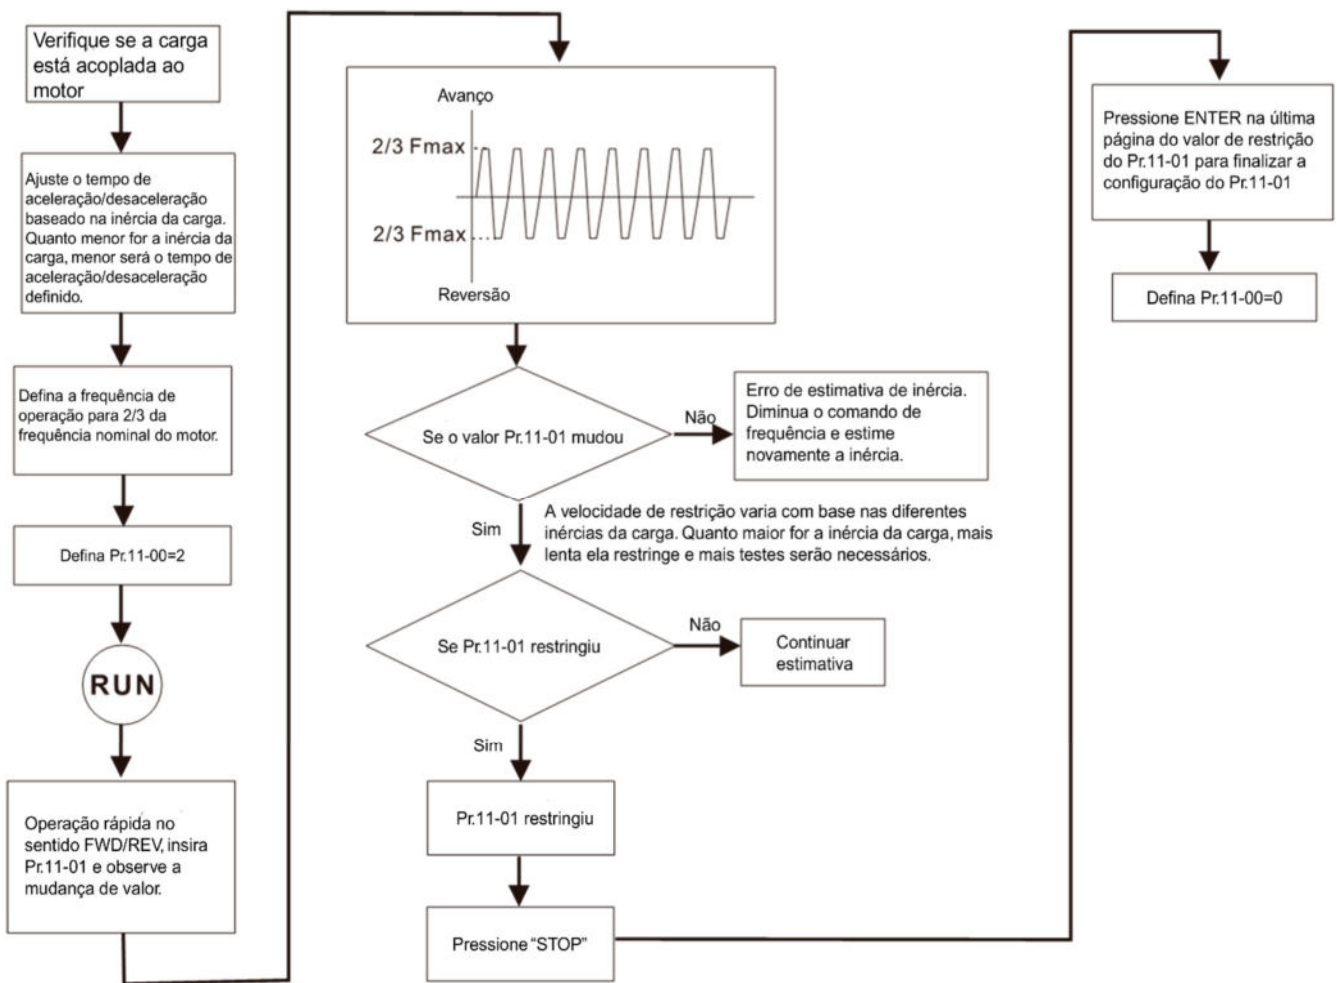 Verifique se a carga
está acoplada ao
motor
Ajuste o tempo de
aceleração/desaceleração
baseado na inércia da carga.
Quanto menor for a inércia da
carga, menor será o tempo de
aceleração/desaceleração
definido.
Defina a frequência de
operação para 2/3 da
frequência nominal do motor.
Defina Pr.11-00=2
RUN
Operação rápida no
sentido FWD/REV, insira
Pr.11-01 e observe a
mudança de valor.
Avanço
2/3 Fmax
2/3 Fmax
Reversão
Se o valor Pr.11-01 mudou
Não
Erro de estimativa de inércia.
Diminua o comando de
frequência e estime
novamente a inércia.
Sim
A velocidade de restrição varia com base nas diferentes
inércias da carga. Quanto maior for a inércia da carga, mais
lenta ela restringe e mais testes serão necessários.
Se Pr.11-01 restringiu
Não
Continuar
estimativa
Sim
Pr.11-01 restringiu
Pressione “STOP”
Pressione ENTER na última
página do valor de restrição
do Pr.11-01 para finalizar a
configuração do Pr.11-01
Defina Pr.11-00=0